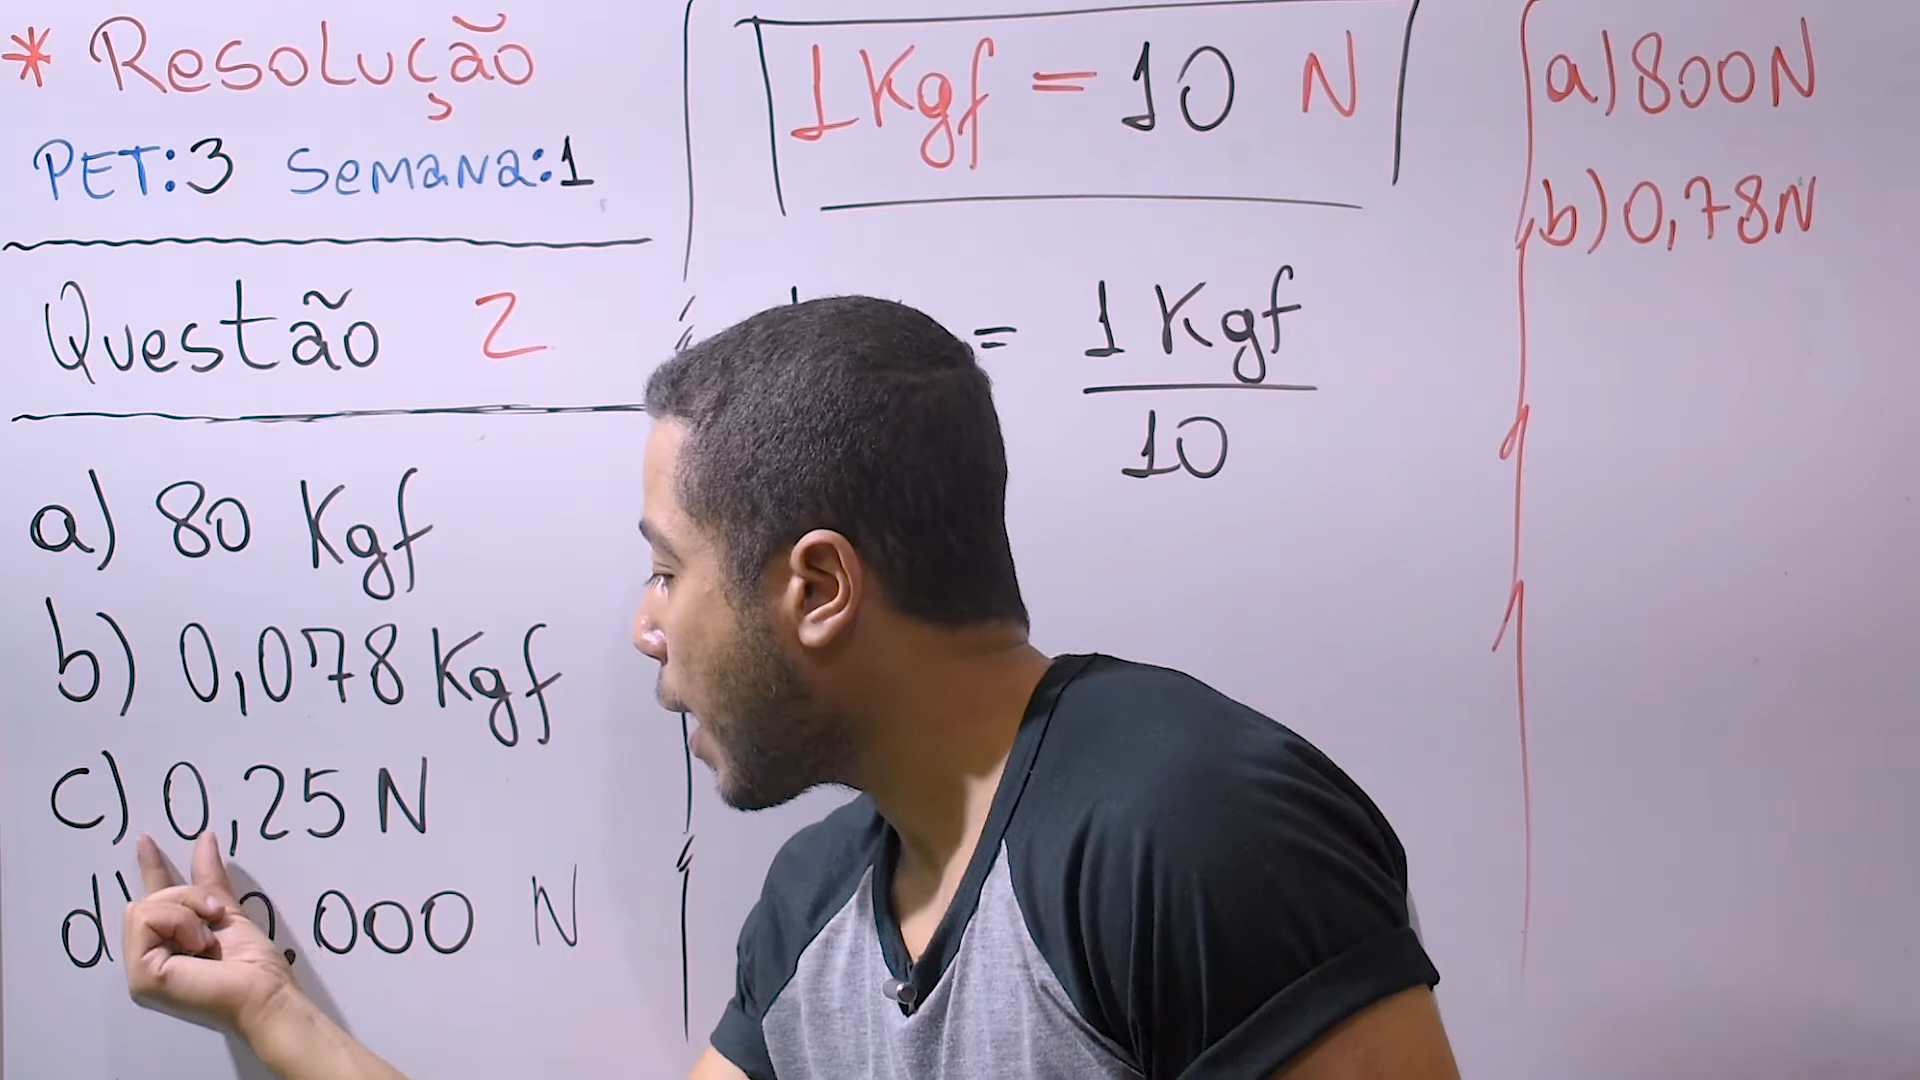 * Resolução
PET:3 Semana:1
Questão 2
a) 80 Kgf
b) 0,078 Kgf
c) 0,25 N
d) 0.000 N
1 Kgf = 10 N
= 1 Kgf
10
a) 800 N
b) 0,78 N